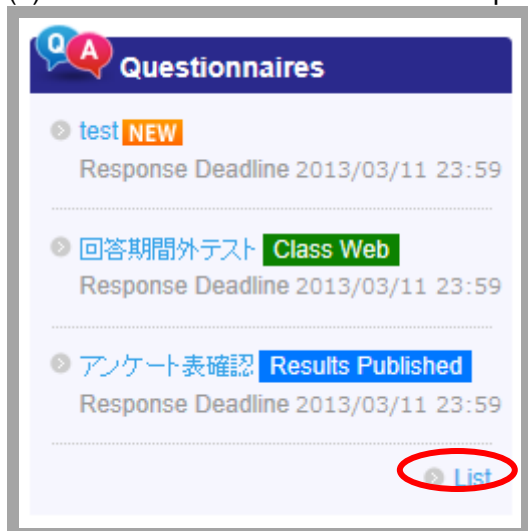 Q A Questionnaires
test NEW
Response Deadline 2013/03/11 23:59
回答期間外テスト Class Web
Response Deadline 2013/03/11 23:59
アンケート表確認 Results Published
Response Deadline 2013/03/11 23:59
List